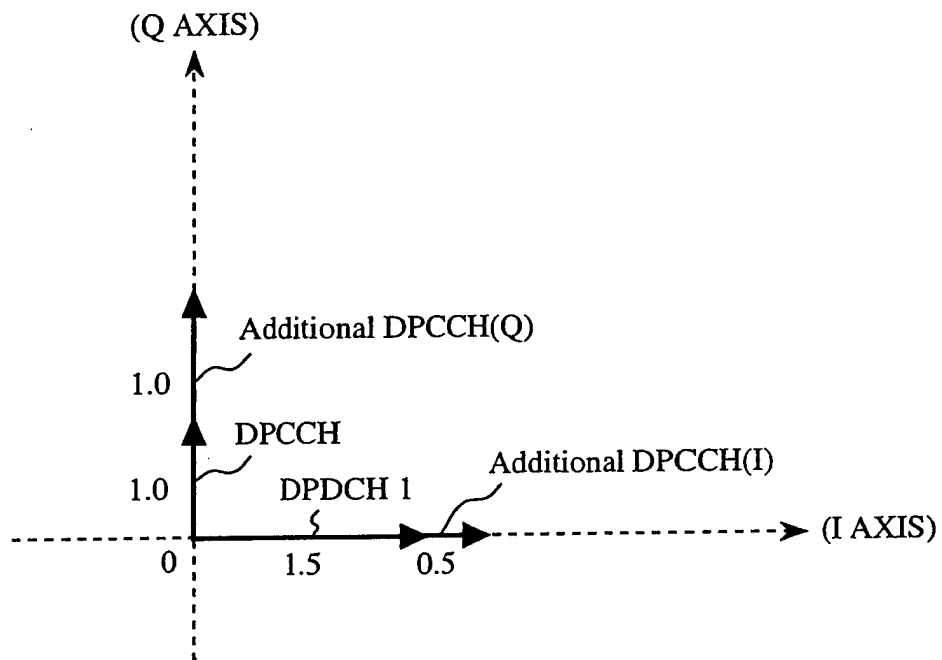 (Q AXIS)
Additional DPCCH(Q)
1.0
DPCCH
1.0
DPDCH 1
Additional DPCCH(I)
(I AXIS)
0
1.5
0.5